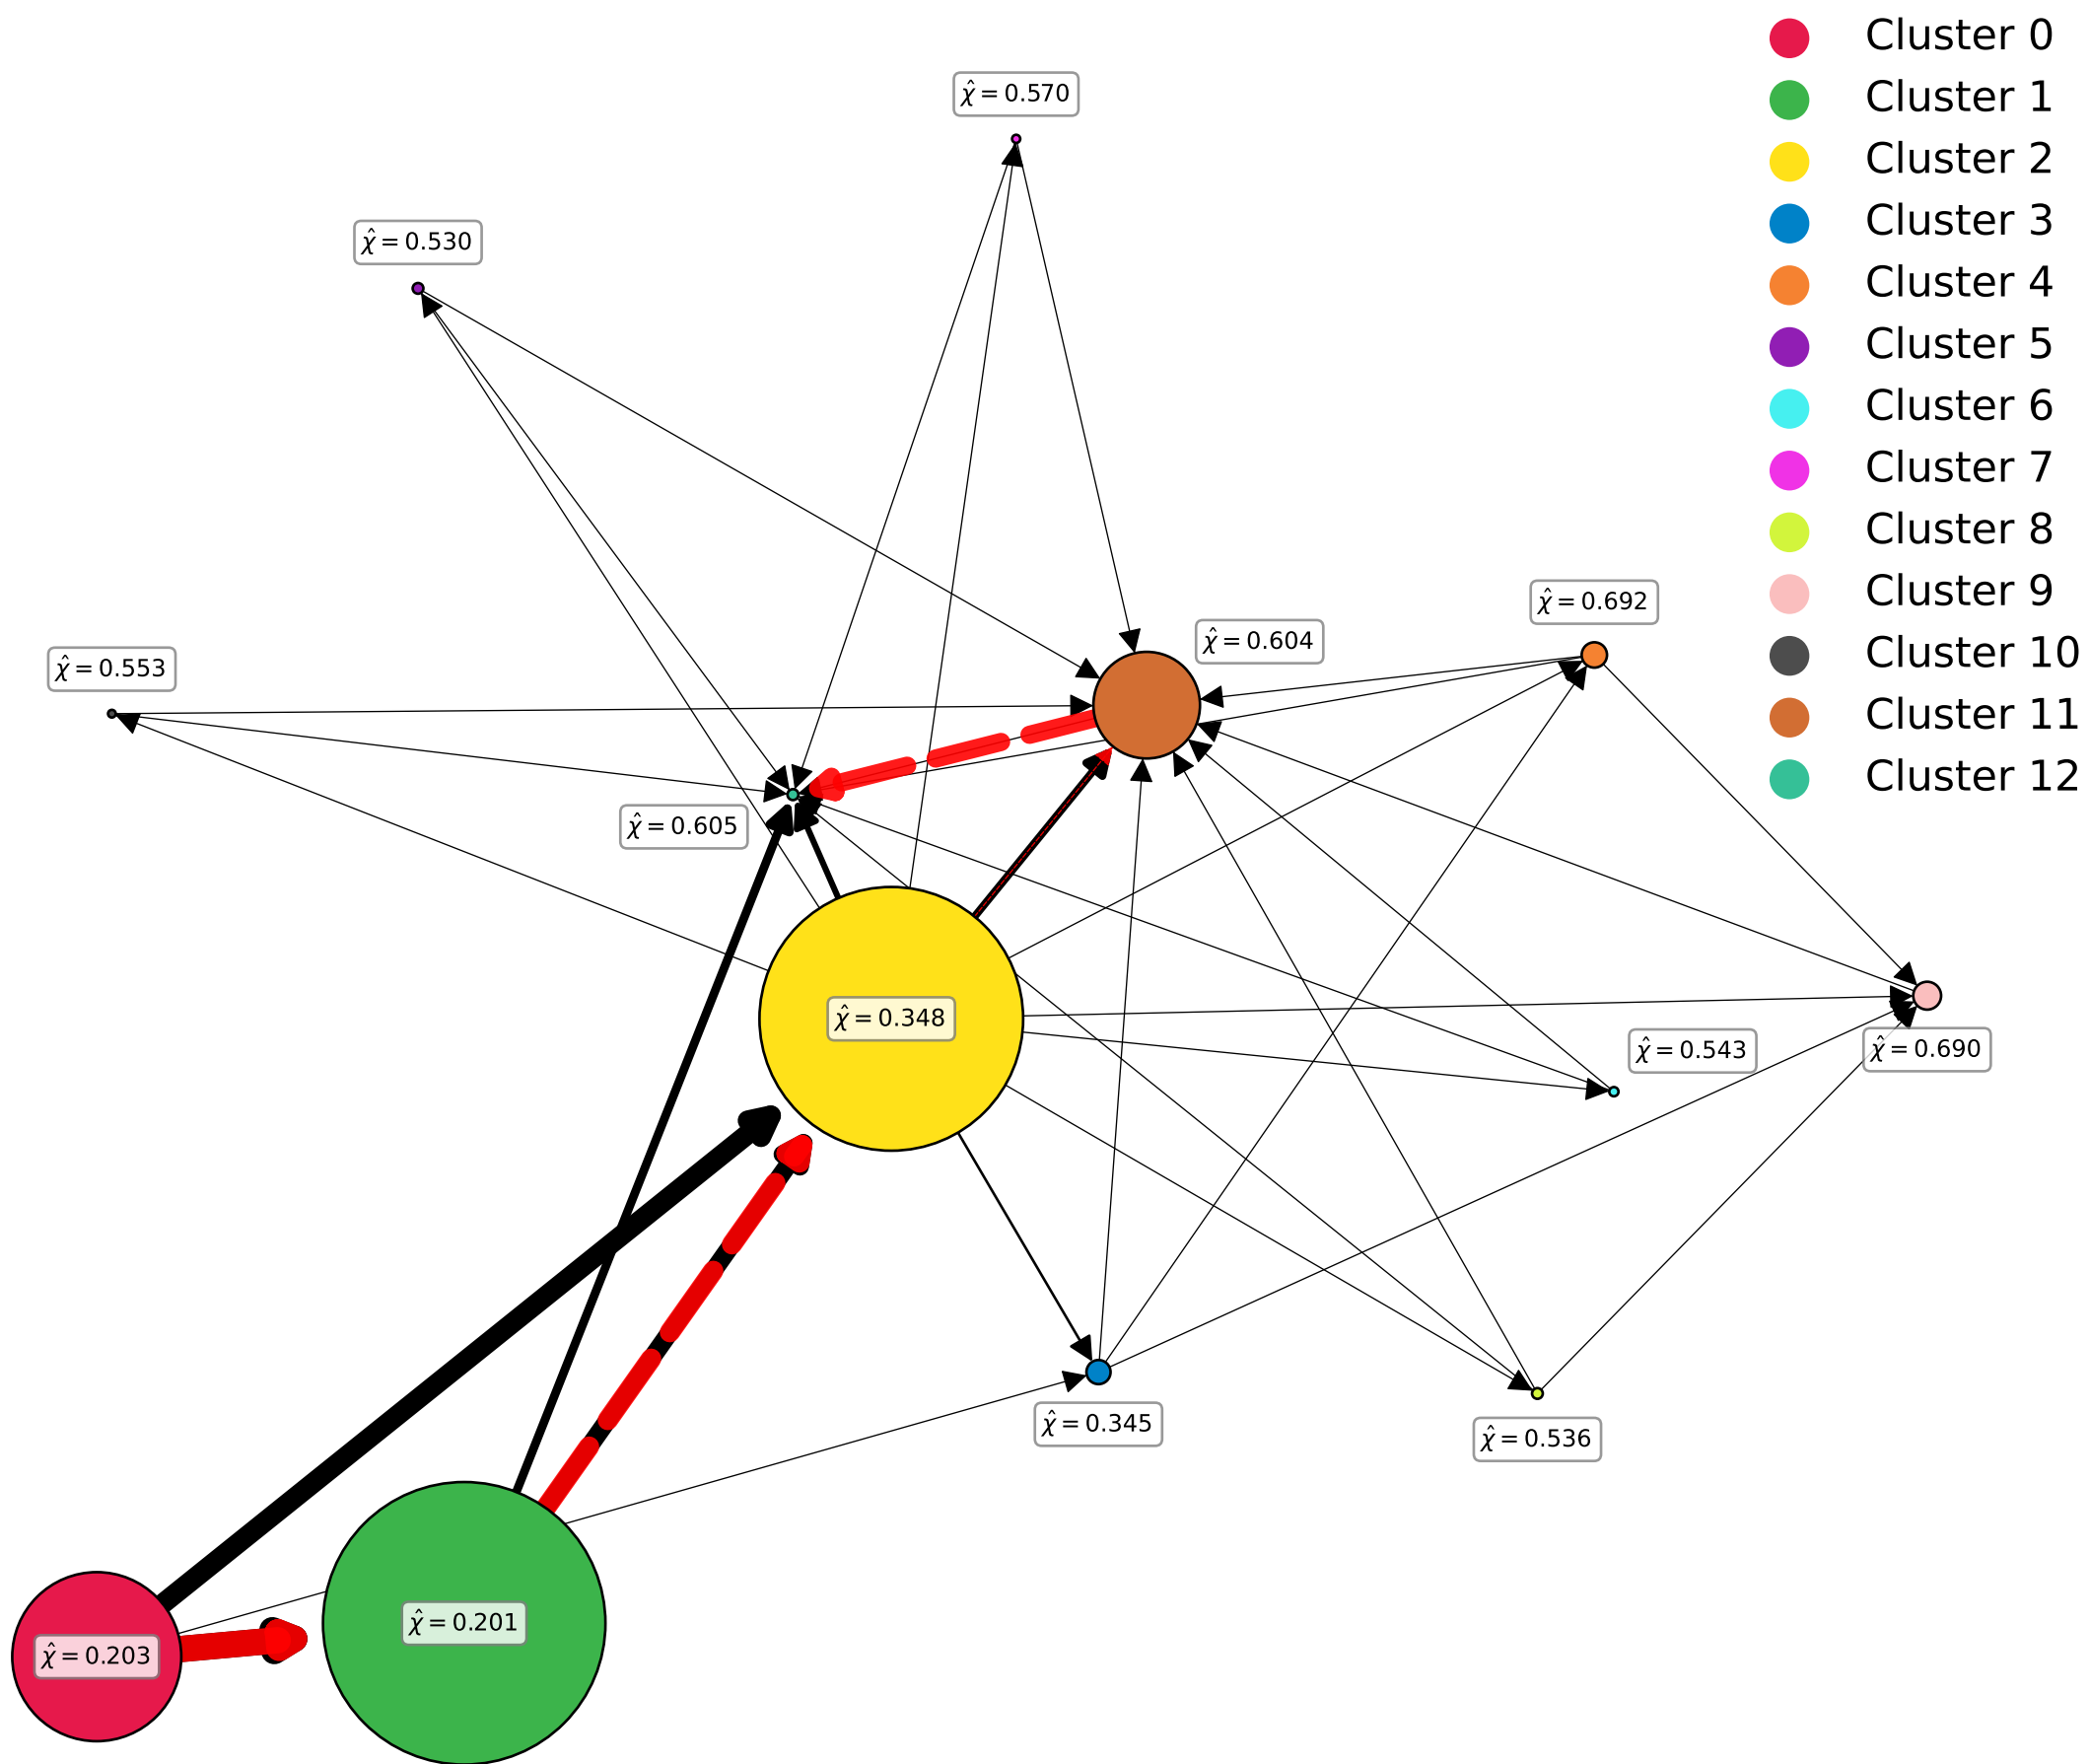 Cluster 0
Cluster 1
Cluster 2
Cluster 3
Cluster 4
Cluster 5
Cluster 6
Cluster 7
Cluster 8
Cluster 9
Cluster 10
Cluster 11
Cluster 12
χ̂ = 0.570
χ̂ = 0.530
χ̂ = 0.692
χ̂ = 0.604
χ̂ = 0.553
χ̂ = 0.605
χ̂ = 0.348
χ̂ = 0.543
χ̂ = 0.690
χ̂ = 0.345
χ̂ = 0.536
χ̂ = 0.201
χ̂ = 0.203